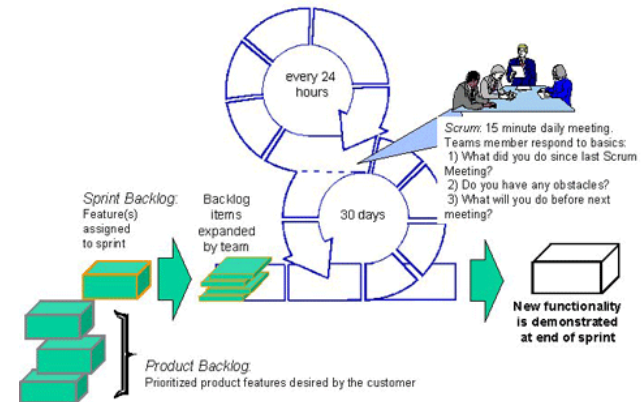 every 24
hours
Scrum: 15 minute daily meeting.
Teams member respond to basics:
1) What did you do since last Scrum
Meeting?
2) Do you have any obstacles?
3) What will you do before next
meeting?
Sprint Backlog:
Feature(s)
assigned
to sprint
Backlog
items
expanded
by team
30 days
New functionality
is demonstrated
at end of sprint
Product Backlog:
Prioritized product features desired by the customer